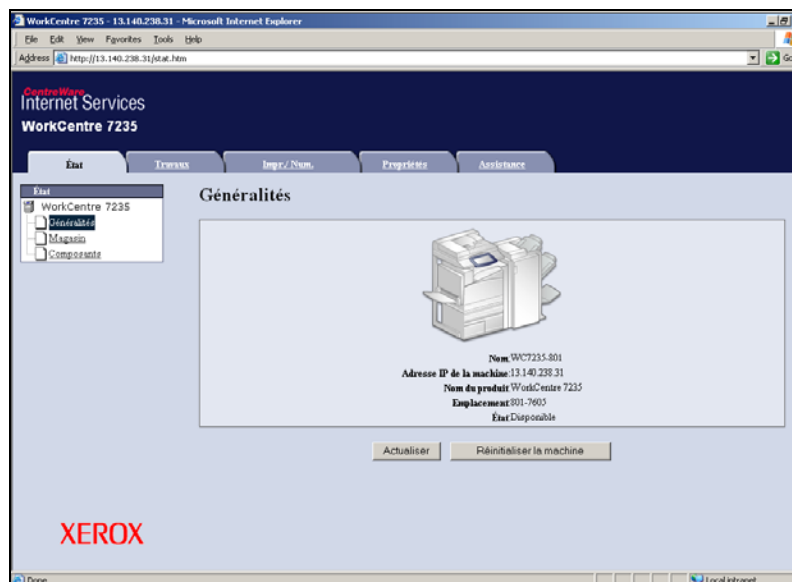 WorkCentre 7235 - 13.140.238.31 - Microsoft Internet Explorer
File Edit View Favorites Tools Help
Address http://13.140.238.31/stat.htm Go
CentreWare
Internet Services
WorkCentre 7235
État Travaux Impr./Num. Propriétés Assistance
État
WorkCentre 7235
Généralités
Magasin
Composants
Généralités
Nom:WC7235-801
Adresse IP de la machine:13.140.238.31
Nom du produit:WorkCentre 7235
Emplacement:801-7605
État:Disponible
Actualiser Réinitialiser la machine
XEROX
Done Local intranet